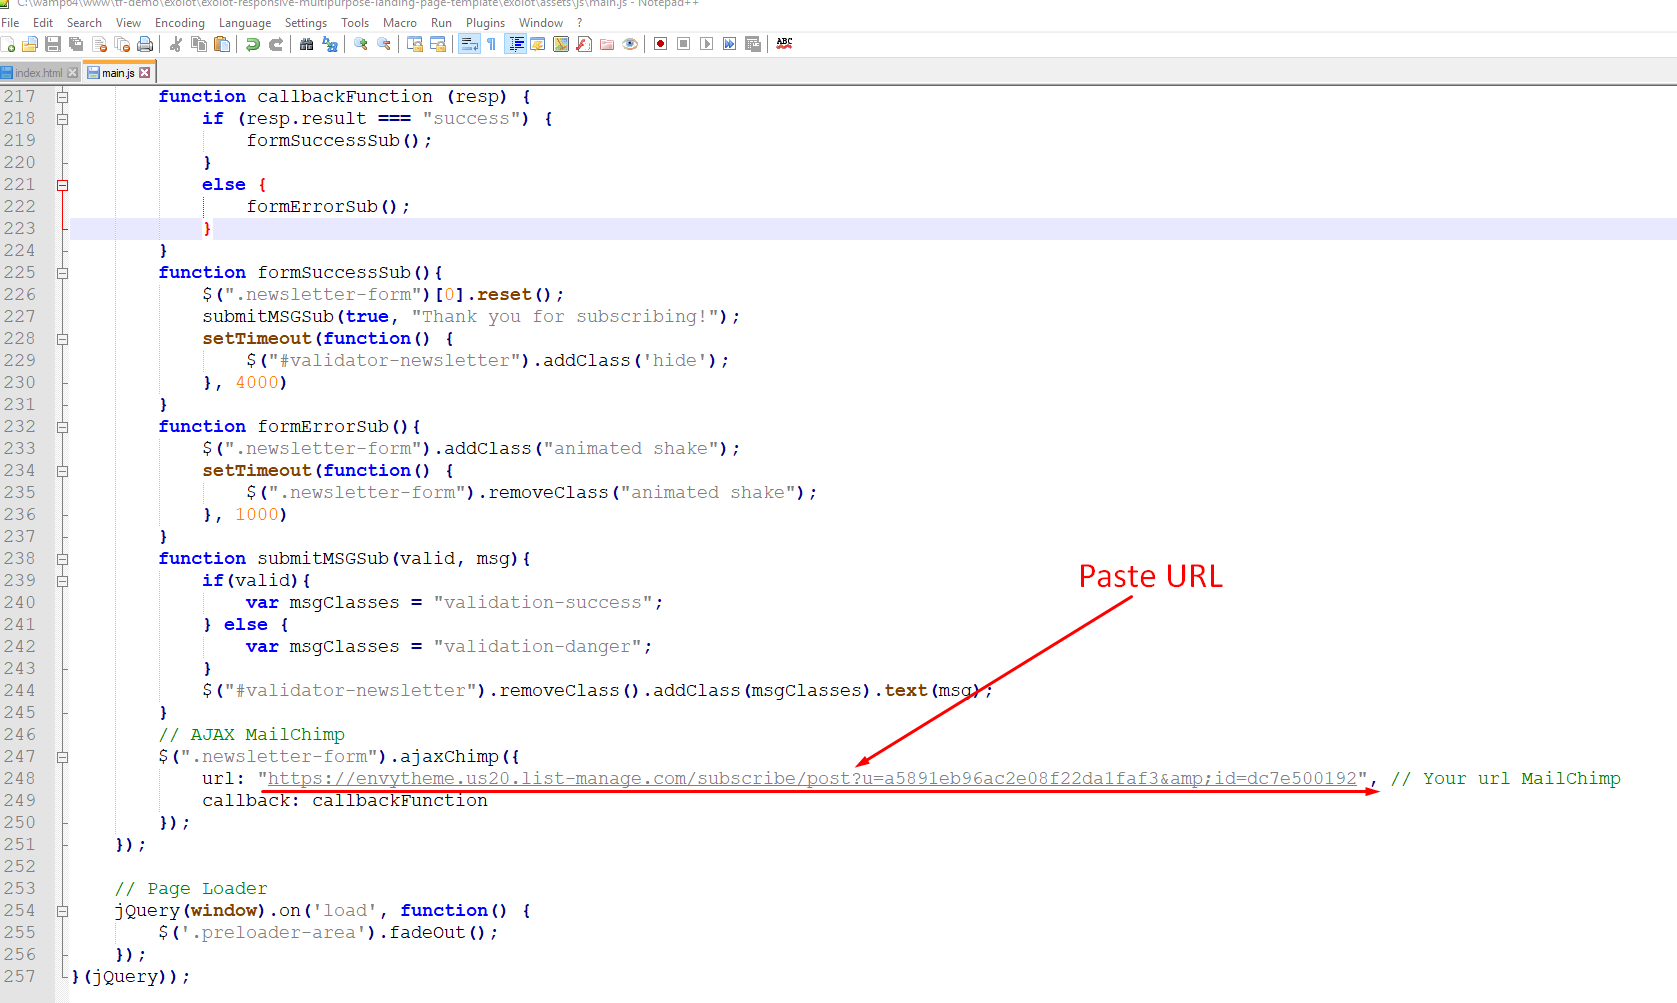 C:\wamp64\www\tf-demo\exolot\exolot-responsive-multipurpose-landing-page-template\exolot\assets\js\main.js - Notepad++
File Edit Search View Encoding Language Settings Tools Macro Run Plugins Window ?
index.html main.js
217 function callbackFunction (resp) {
218 if (resp.result === "success") {
219 formSuccessSub();
220 }
221 else {
222 formErrorSub();
223 }
224 }
225 function formSuccessSub(){
226 $(".newsletter-form")[0].reset();
227 submitMSGSub(true, "Thank you for subscribing!");
228 setTimeout(function() {
229 $("#validator-newsletter").addClass('hide');
230 }, 4000)
231 }
232 function formErrorSub(){
233 $(".newsletter-form").addClass("animated shake");
234 setTimeout(function() {
235 $(".newsletter-form").removeClass("animated shake");
236 }, 1000)
237 }
238 function submitMSGSub(valid, msg){
239 if(valid){
240 var msgClasses = "validation-success";
241 } else {
242 var msgClasses = "validation-danger";
243 }
244 $("#validator-newsletter").removeClass().addClass(msgClasses).text(msg);
245 }
246 // AJAX MailChimp
247 $(".newsletter-form").ajaxChimp({
248 url: "https://envytheme.us20.list-manage.com/subscribe/post?u=a5891eb96ac2e08f22da1faf3&amp;id=dc7e500192", // Your url MailChimp
249 callback: callbackFunction
250 });
251 });
252
253 // Page Loader
254 jQuery(window).on('load', function() {
255 $('.preloader-area').fadeOut();
256 });
257 }(jQuery));
Paste URL
ABC